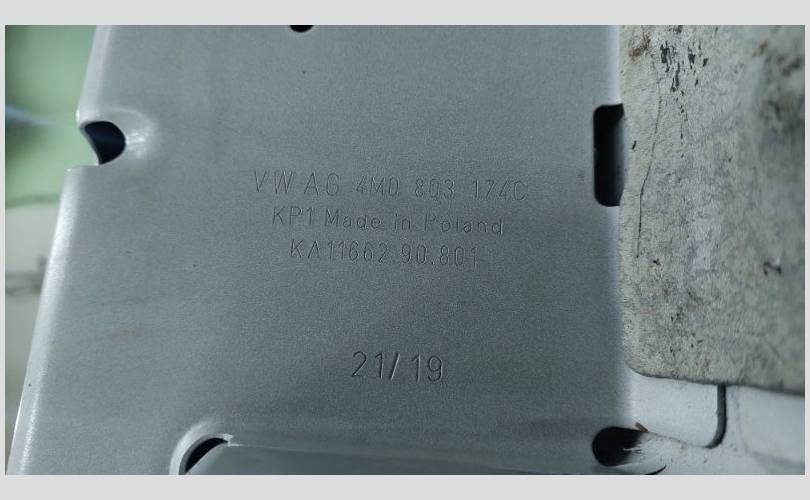 VW AG 4M0 803 174C
KP1 Made in Poland
KA11662 90.801
21/19